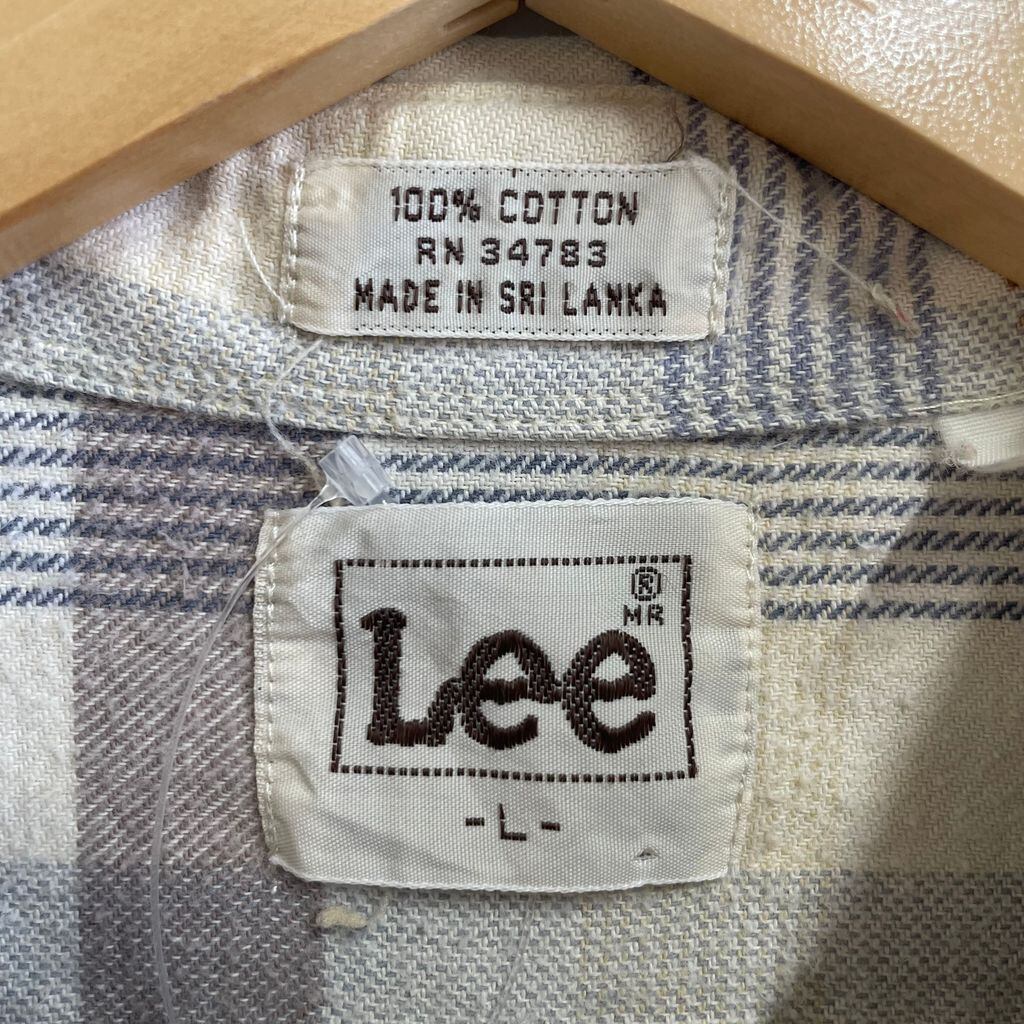 100% COTTON
RN 34783
MADE IN SRI LANKA
®
MR
Lee
-L-